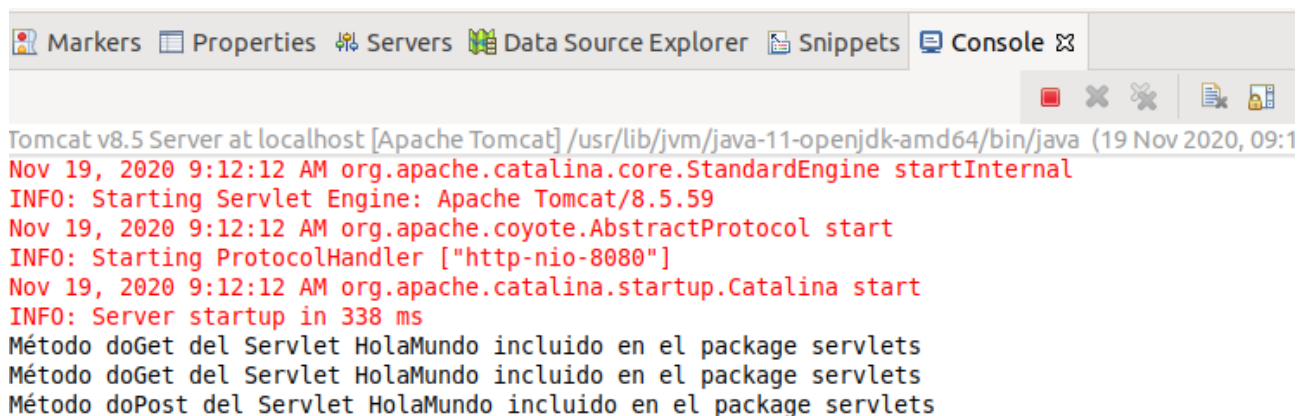 Markers Properties Servers Data Source Explorer Snippets Console
Tomcat v8.5 Server at localhost [Apache Tomcat] /usr/lib/jvm/java-11-openjdk-amd64/bin/java (19 Nov 2020, 09:1
Nov 19, 2020 9:12:12 AM org.apache.catalina.core.StandardEngine startInternal
INFO: Starting Servlet Engine: Apache Tomcat/8.5.59
Nov 19, 2020 9:12:12 AM org.apache.coyote.AbstractProtocol start
INFO: Starting ProtocolHandler ["http-nio-8080"]
Nov 19, 2020 9:12:12 AM org.apache.catalina.startup.Catalina start
INFO: Server startup in 338 ms
Método doGet del Servlet HolaMundo incluido en el package servlets
Método doGet del Servlet HolaMundo incluido en el package servlets
Método doPost del Servlet HolaMundo incluido en el package servlets